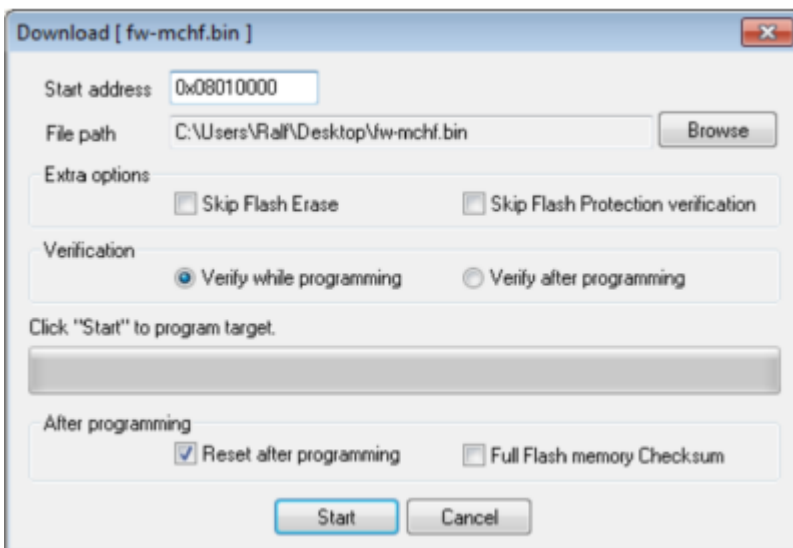 Download [ fw-mchf.bin ]
Start address 0x08010000
File path C:\Users\Ralf\Desktop\fw-mchf.bin Browse
Extra options
Skip Flash Erase Skip Flash Protection verification
Verification
Verify while programming Verify after programming
Click "Start" to program target.
After programming
Reset after programming Full Flash memory Checksum
Start Cancel